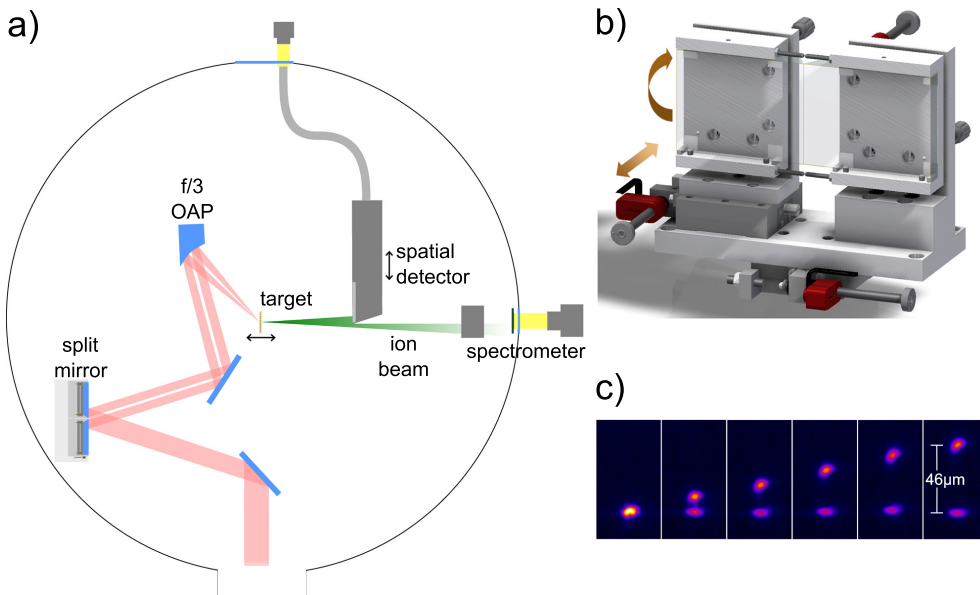 a)
f/3
OAP
spatial
detector
target
split
mirror
ion
beam
spectrometer
b)
c)
46μm